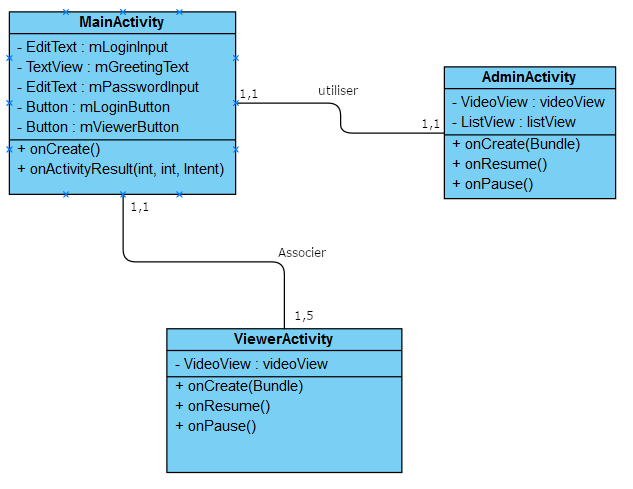 MainActivity
- EditText : mLoginInput
- TextView : mGreetingText
- EditText : mPasswordInput
- Button : mLoginButton
- Button : mViewerButton
+ onCreate()
+ onActivityResult(int, int, Intent)
1,1
utiliser
1,1
AdminActivity
- VideoView : videoView
- ListView : listView
+ onCreate(Bundle)
+ onResume()
+ onPause()
1,1
Associer
1,5
ViewerActivity
- VideoView : videoView
+ onCreate(Bundle)
+ onResume()
+ onPause()